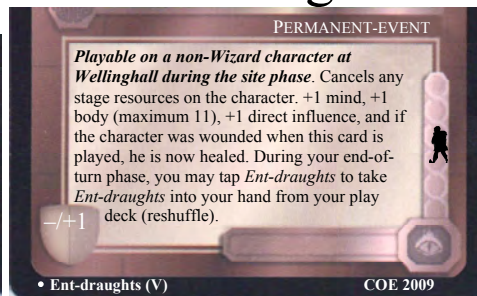 PERMANENT-EVENT
Playable on a non-Wizard character at
Wellinghall during the site phase. Cancels any
stage resources on the character. +1 mind, +1
body (maximum 11), +1 direct influence, and if
the character was wounded when this card is
played, he is now healed. During your end-of-
turn phase, you may tap Ent-draughts to take
Ent-draughts into your hand from your play
deck (reshuffle).
–/+1
• Ent-draughts (V) COE 2009